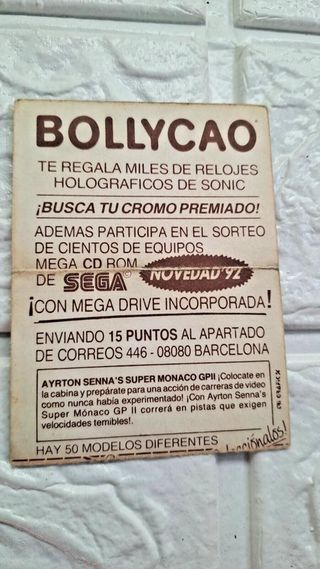 BOLLYCAO
TE REGALA MILES DE RELOJES
HOLOGRAFICOS DE SONIC
¡BUSCA TU CROMO PREMIADO!
ADEMAS PARTICIPA EN EL SORTEO
DE CIENTOS DE EQUIPOS
MEGA CD ROM
DE SEGA NOVEDAD '92
¡CON MEGA DRIVE INCORPORADA!
ENVIANDO 15 PUNTOS AL APARTADO
DE CORREOS 446 - 08080 BARCELONA
AYRTON SENNA'S SUPER MONACO GPII ¡Colocate en
la cabina y prepárate para una acción de carreras de video
como nunca había experimentado! ¡Con Ayrton Senna's
Super Mónaco GP II correrá en pistas que exigen
velocidades temibles!.
HAY 50 MODELOS DIFERENTES